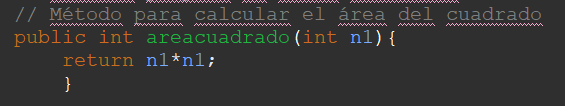 // Método para calcular el área del cuadrado
public int areacuadrado(int n1){
return n1*n1;
}